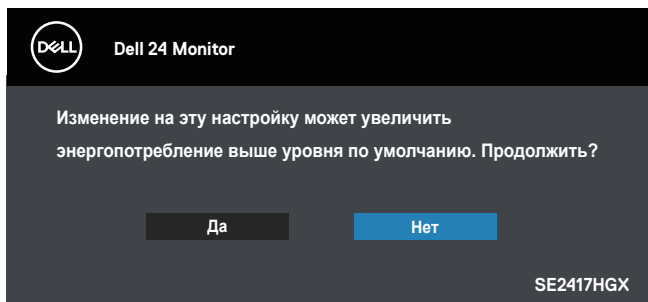 DELL
Dell 24 Monitor
Изменение на эту настройку может увеличить
энергопотребление выше уровня по умолчанию. Продолжить?
Да
Нет
SE2417HGX